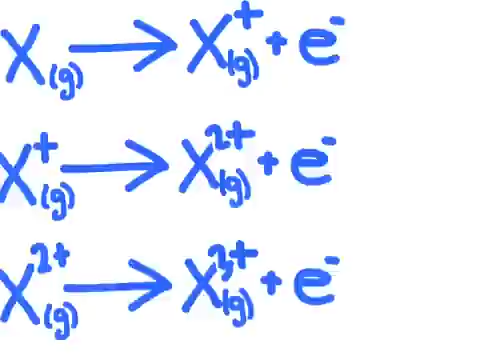 X(g) → X⁺(g) + e⁻
X⁺(g) → X²⁺(g) + e⁻
X²⁺(g) → X³⁺(g) + e⁻